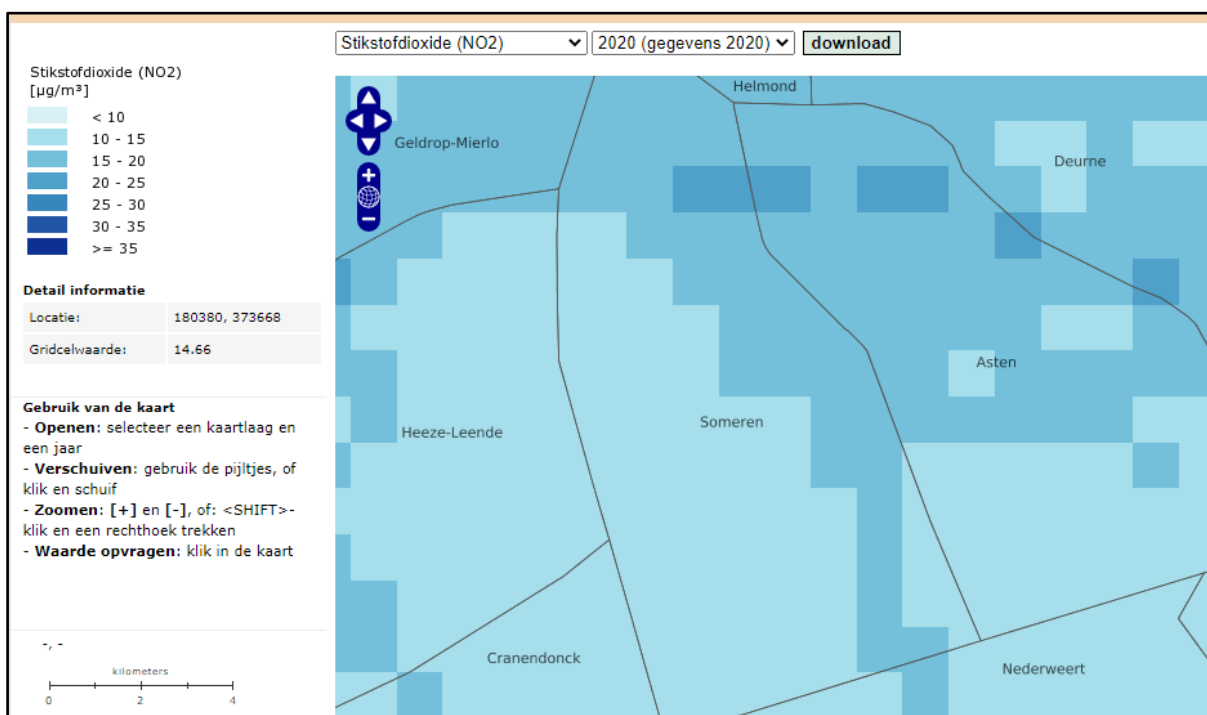 Stikstofdioxide (NO2) 2020 (gegevens 2020) download
Stikstofdioxide (NO2)
[µg/m³]
< 10
10 - 15
15 - 20
20 - 25
25 - 30
30 - 35
>= 35
Detail informatie
Locatie: 180380, 373668
Gridcelwaarde: 14.66
Gebruik van de kaart
- Openen: selecteer een kaartlaag en
een jaar
- Verschuiven: gebruik de pijltjes, of
klik en schuif
- Zoomen: [+] en [-], of: <SHIFT>-
klik en een rechthoek trekken
- Waarde opvragen: klik in de kaart
-, -
kilometers
0 2 4
Helmond
Geldrop-Mierlo
Deurne
Asten
Someren
Heeze-Leende
Cranendonck
Nederweert